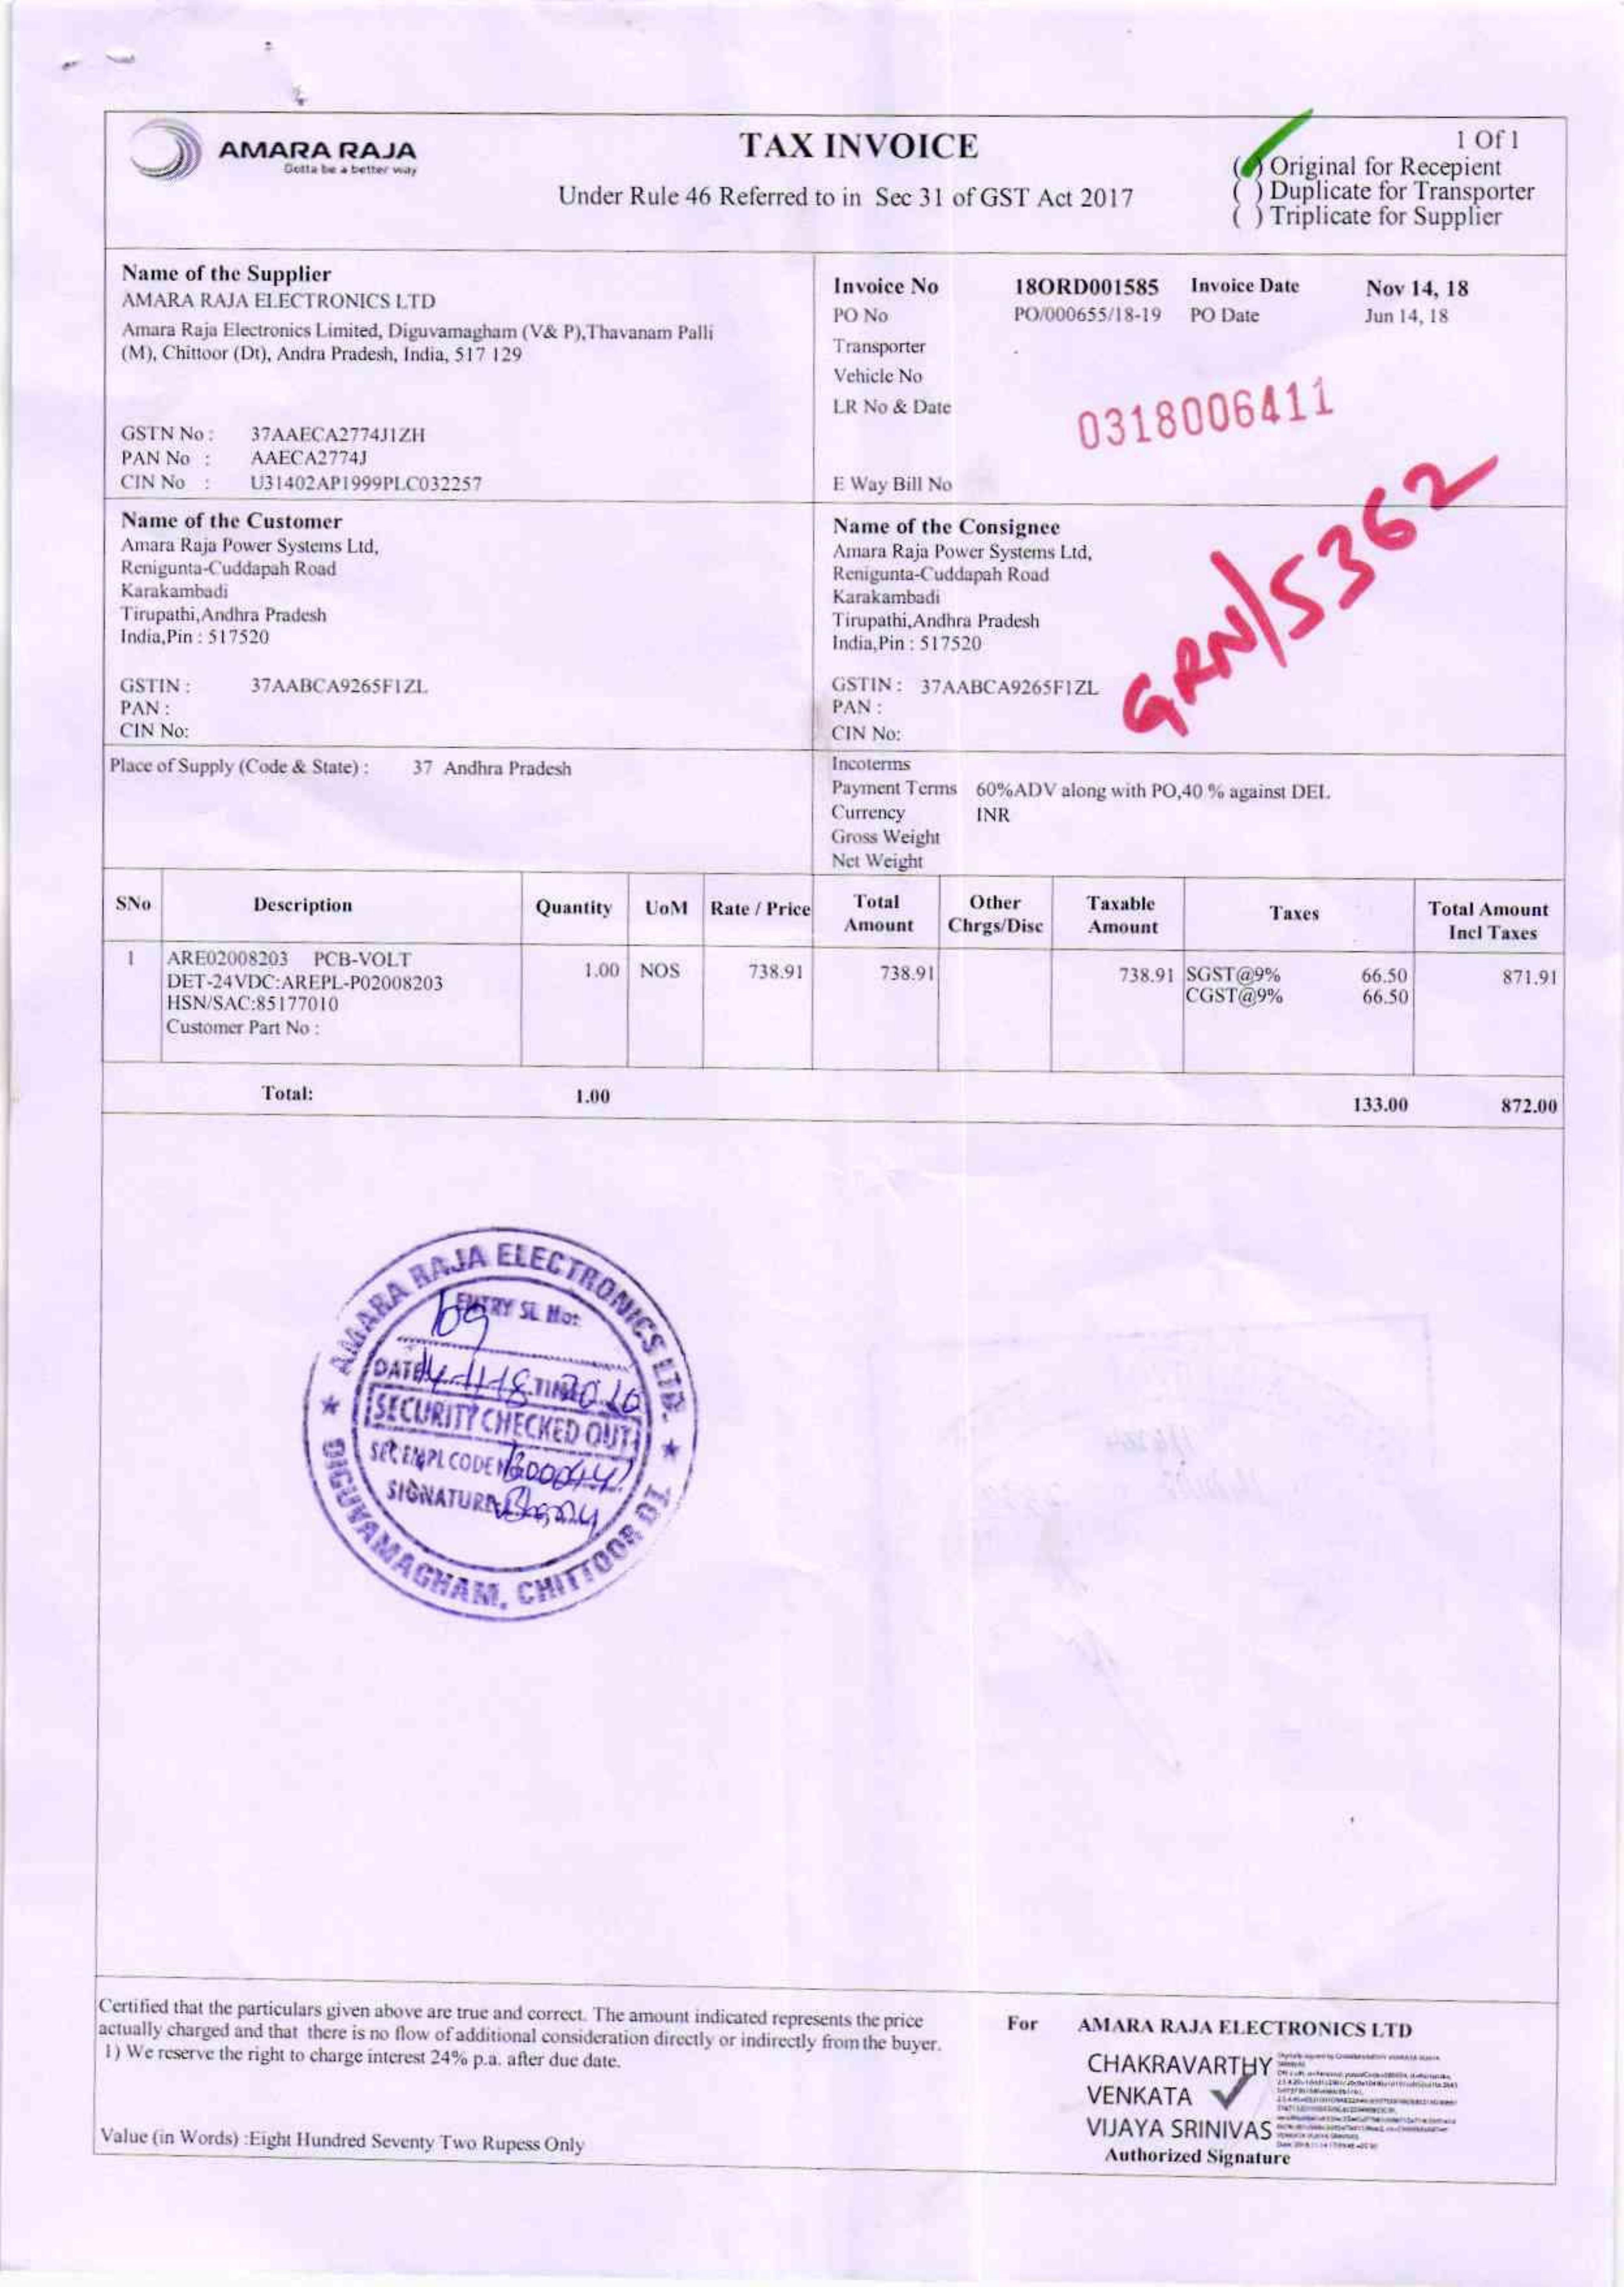 AMARA RAJA
Gotta be a better way
TAX INVOICE
Under Rule 46 Referred to in Sec 31 of GST Act 2017
1 Of 1
( ) Original for Recepient
( ) Duplicate for Transporter
( ) Triplicate for Supplier
Name of the Supplier
AMARA RAJA ELECTRONICS LTD
Amara Raja Electronics Limited, Diguvamagham (V& P),Thavanam Palli
(M), Chittoor (Dt), Andra Pradesh, India, 517 129
GSTN No : 37AAECA2774J1ZH
PAN No : AAECA2774J
CIN No : U31402AP1999PLC032257
Invoice No 18ORD001585 Invoice Date Nov 14, 18
PO No PO/000655/18-19 PO Date Jun 14, 18
Transporter
Vehicle No
LR No & Date
0318006411
E Way Bill No
GRN/5362
Name of the Customer
Amara Raja Power Systems Ltd,
Renigunta-Cuddapah Road
Karakambadi
Tirupathi,Andhra Pradesh
India,Pin : 517520
GSTIN : 37AABCA9265F1ZL
PAN :
CIN No:
Name of the Consignee
Amara Raja Power Systems Ltd,
Renigunta-Cuddapah Road
Karakambadi
Tirupathi,Andhra Pradesh
India,Pin : 517520
GSTIN : 37AABCA9265F1ZL
PAN :
CIN No:
Place of Supply (Code & State) : 37 Andhra Pradesh
Incoterms
Payment Terms 60%ADV along with PO,40 % against DEL
Currency INR
Gross Weight
Net Weight
SNo Description Quantity UoM Rate / Price Total Amount Other Chrgs/Disc Taxable Amount Taxes Total Amount Incl Taxes
1 ARE02008203 PCB-VOLT 1.00 NOS 738.91 738.91 738.91 SGST@9% 66.50 871.91
DET-24VDC:AREPL-P02008203 CGST@9% 66.50
HSN/SAC:85177010
Customer Part No :
Total: 1.00 133.00 872.00
AMARA RAJA ELECTRONICS LTD.
ENTRY SL No:
109
DATE 14-11-18 TIME 20.10
SECURITY CHECKED OUT
SEC EMPL CODE No
SIGNATURE
DIGUVAMAGHAM, CHITTOOR DT
Certified that the particulars given above are true and correct. The amount indicated represents the price
actually charged and that there is no flow of additional consideration directly or indirectly from the buyer.
1) We reserve the right to charge interest 24% p.a. after due date.
Value (in Words) :Eight Hundred Seventy Two Rupess Only
For AMARA RAJA ELECTRONICS LTD
CHAKRAVARTHY
VENKATA
VIJAYA SRINIVAS
Authorized Signature